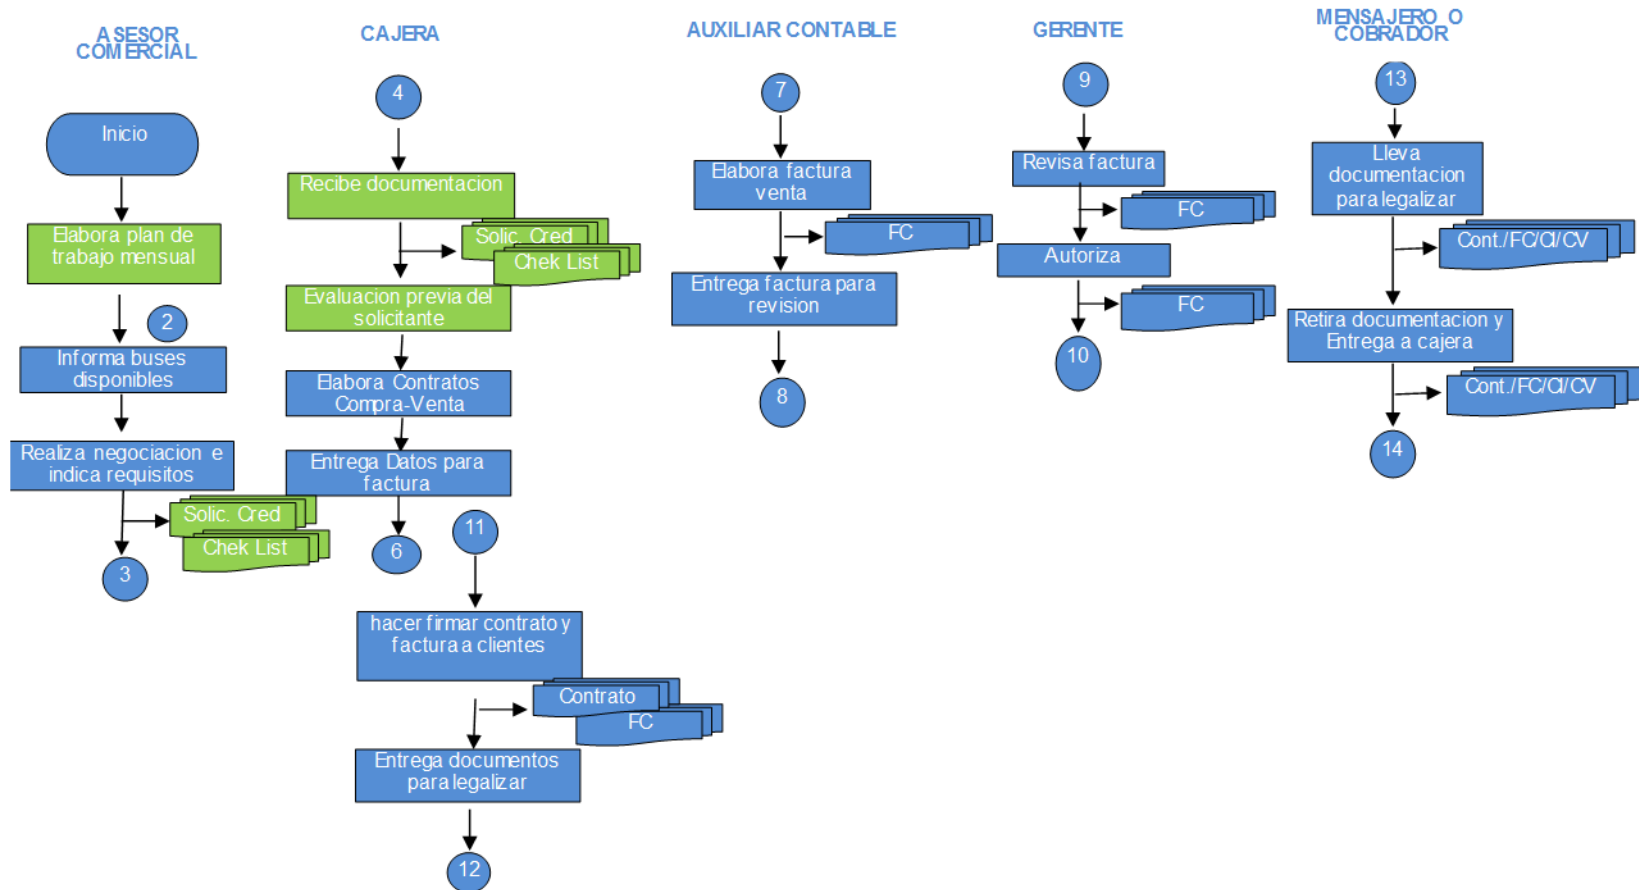 ASESOR
COMERCIAL
Inicio
Elabora plan de
trabajo mensual
2
Informa buses
disponibles
Realiza negociacion e
indica requisitos
Solic. Cred
Chek List
3
CAJERA
4
Recibe documentacion
Solic. Cred
Chek List
Evaluacion previa del
solicitante
Elabora Contratos
Compra-Venta
Entrega Datos para
factura
6
11
hacer firmar contrato y
factura a clientes
Contrato
FC
Entrega documentos
para legalizar
12
AUXILIAR CONTABLE
7
Elabora factura
venta
FC
Entrega factura para
revision
8
GERENTE
9
Revisa factura
FC
Autoriza
FC
10
MENSAJERO O
COBRADOR
13
Lleva
documentacion
para legalizar
Cont./FC/CI/CV
Retira documentacion y
Entrega a cajera
Cont./FC/CI/CV
14